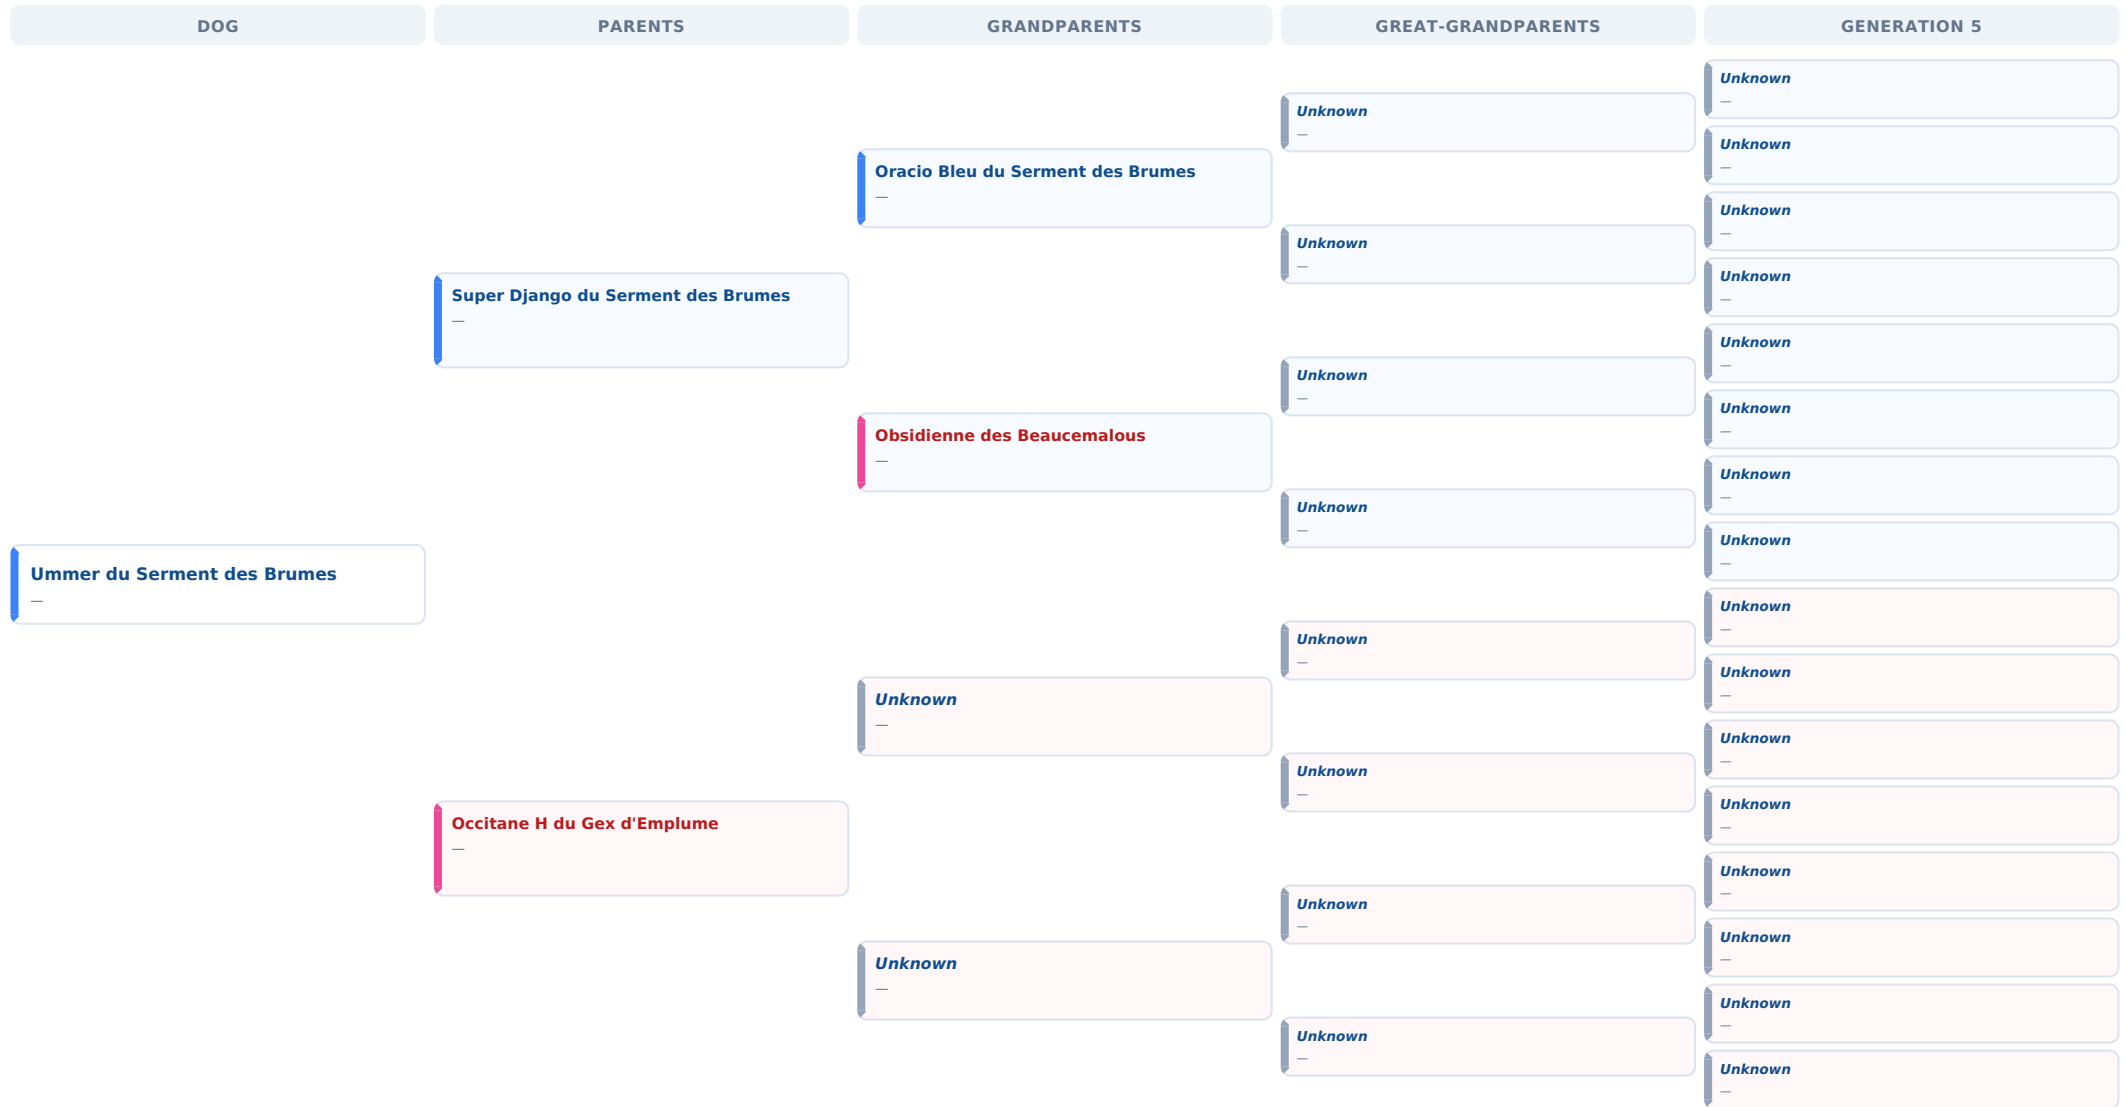 DOG
PARENTS
GRANDPARENTS
GREAT-GRANDPARENTS
GENERATION 5
Ummer du Serment des Brumes
—
Super Django du Serment des Brumes
—
Occitane H du Gex d'Emplume
—
Oracio Bleu du Serment des Brumes
—
Obsidienne des Beaucemalous
—
Unknown
—
Unknown
—
Unknown
—
Unknown
—
Unknown
—
Unknown
—
Unknown
—
Unknown
—
Unknown
—
Unknown
—
Unknown
—
Unknown
—
Unknown
—
Unknown
—
Unknown
—
Unknown
—
Unknown
—
Unknown
—
Unknown
—
Unknown
—
Unknown
—
Unknown
—
Unknown
—
Unknown
—
Unknown
—
Unknown
—